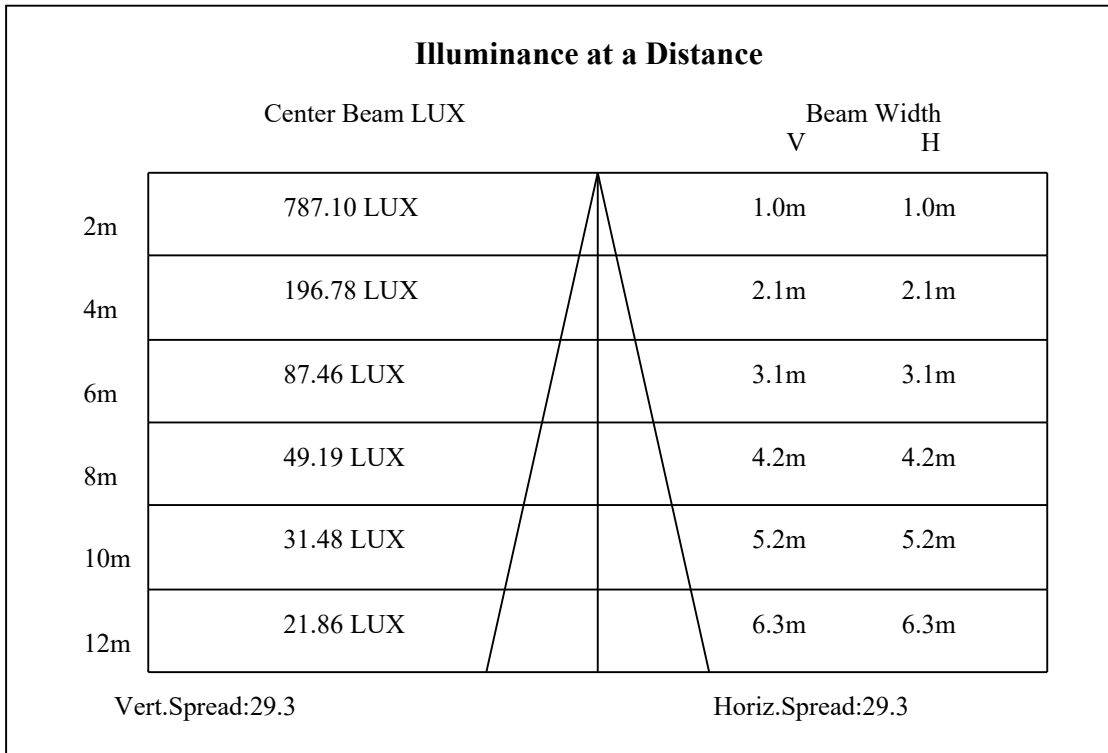 Illuminance at a Distance
Center Beam LUX Beam Width
V H
2m 787.10 LUX 1.0m 1.0m
4m 196.78 LUX 2.1m 2.1m
6m 87.46 LUX 3.1m 3.1m
8m 49.19 LUX 4.2m 4.2m
10m 31.48 LUX 5.2m 5.2m
12m 21.86 LUX 6.3m 6.3m
Vert.Spread:29.3 Horiz.Spread:29.3